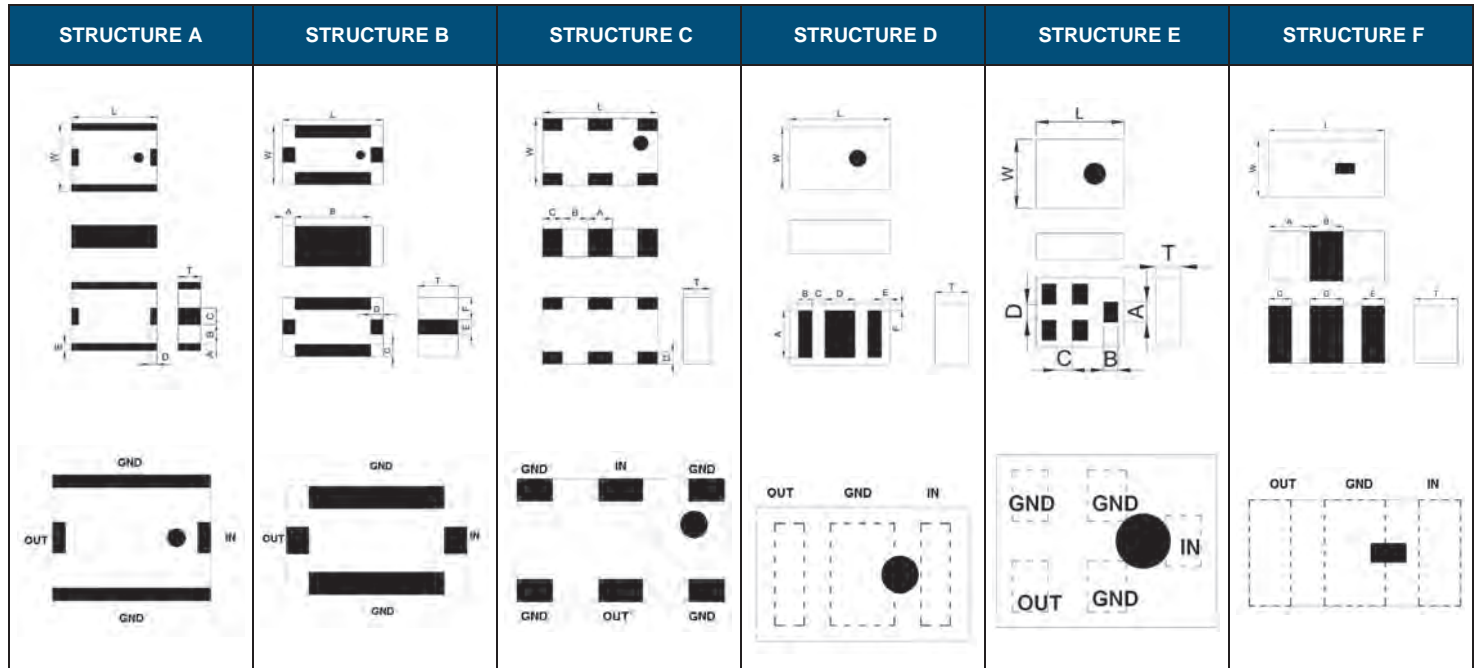 STRUCTURE A
STRUCTURE B
STRUCTURE C
STRUCTURE D
STRUCTURE E
STRUCTURE F
L
W
T
C
B
A
E
D
L
W
A B
T
D
F
E
L
W
C B A
T
D
L
W
B C D E
A
F
T
L
W
T
D
A
C B
L
W
A B
G E
T
GND
OUT
IN
GND
GND
OUT
IN
GND
GND IN GND
GND OUT GND
OUT GND IN
GND GND
IN
OUT GND
OUT GND IN